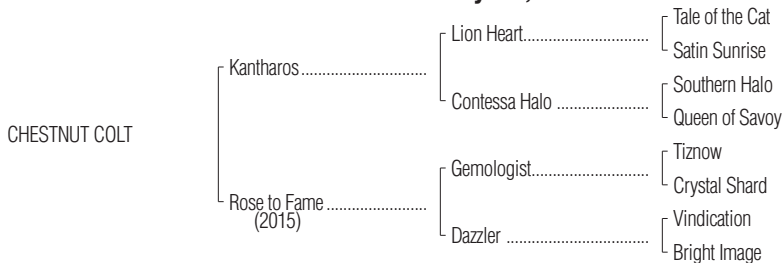 Tale of the Cat
Lion Heart
Satin Sunrise
Kantharos
Southern Halo
Contessa Halo
Queen of Savoy
CHESTNUT COLT
Tiznow
Gemologist
Crystal Shard
Rose to Fame
(2015)
Vindication
Dazzler
Bright Image